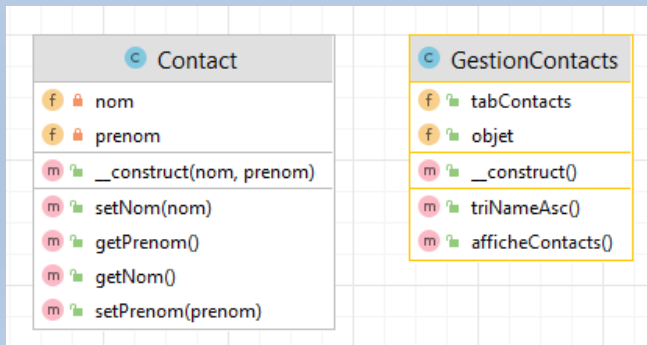 C Contact
f nom
f prenom
m __construct(nom, prenom)
m setNom(nom)
m getPrenom()
m getNom()
m setPrenom(prenom)
C GestionContacts
f tabContacts
f objet
m __construct()
m triNameAsc()
m afficheContacts()